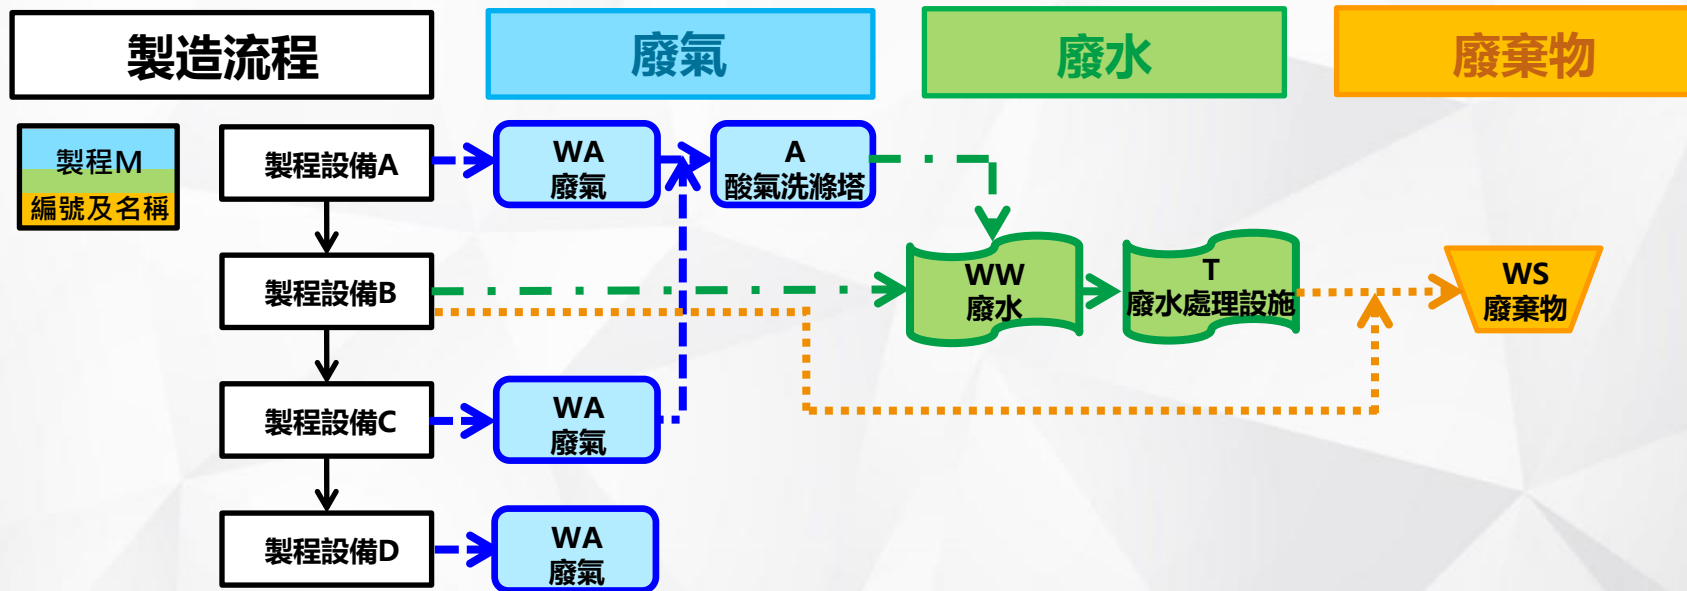 製造流程
廢氣
廢水
廢棄物
製程M
編號及名稱
製程設備A
WA
廢氣
A
酸氣洗滌塔
製程設備B
WW
廢水
T
廢水處理設施
WS
廢棄物
製程設備C
WA
廢氣
製程設備D
WA
廢氣